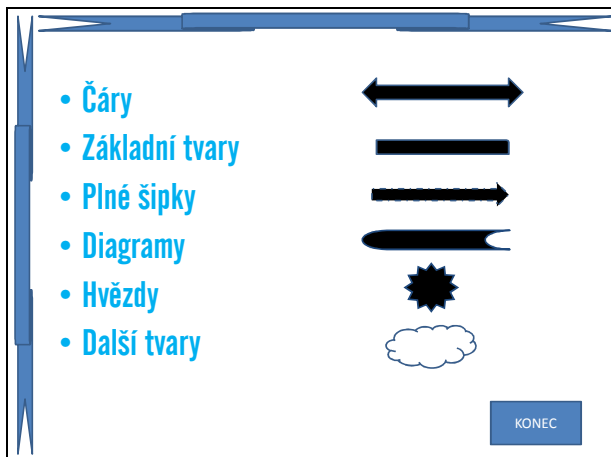 • Čáry
• Základní tvary
• Plné šipky
• Diagramy
• Hvězdy
• Další tvary
KONEC